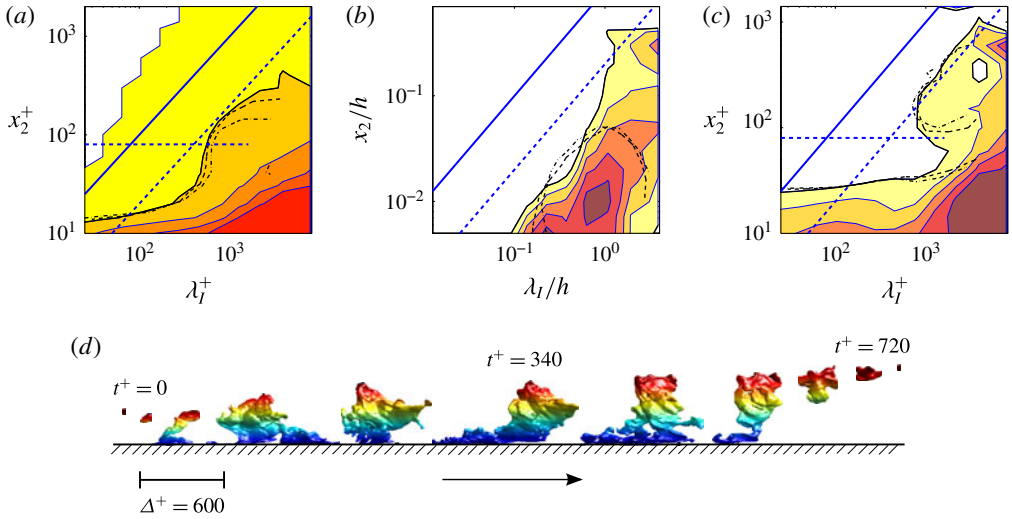 (a)
(b)
(c)
10³
x₂⁺
10²
10¹
10²
10³
λ_I⁺
x₂/h
10⁻¹
10⁻²
10⁻¹
10⁰
λ_I/h
10³
x₂⁺
10²
10¹
10²
10³
λ_I⁺
(d)
t⁺ = 0
t⁺ = 340
t⁺ = 720
Δ⁺ = 600